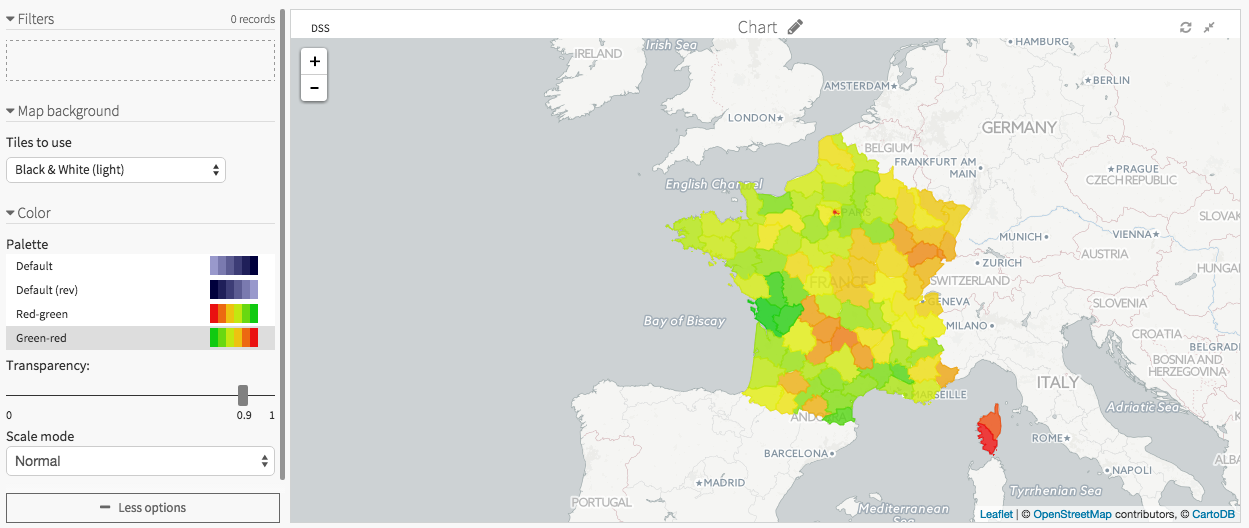 Filters
0 records
Map background
Tiles to use
Black & White (light)
Color
Palette
Default
Default (rev)
Red-green
Green-red
Transparency:
0
0.9
1
Scale mode
Normal
Less options
DSS
Chart
+
-
Irish Sea
IRELAND
HAMBURG
AMSTERDAM
BERLIN
LONDON
GERMANY
BELGIUM
FRANKFURT AM
MAIN
PRAGUE
CZECH REPUBLIC
English Channel
PARIS
SLOVAK
MUNICH
VIENNA
AUSTRIA
ZURICH
HUNGAR
FRANCE
SWITZERLAND
GENEVA
SLOVENIA
Bay of Biscay
MILANO
CROATIA
BELGRAD
BOSNIA AND
HERZEGOVINA
ITALY
MARSEILLE
Adriatic Sea
ANDO
ROME
BARCELONA
ALBA
NAPOLI
MADRID
Tyrrhenian Sea
PORTUGAL
Mediterranean
Sea
Leaflet | © OpenStreetMap contributors, © CartoDB